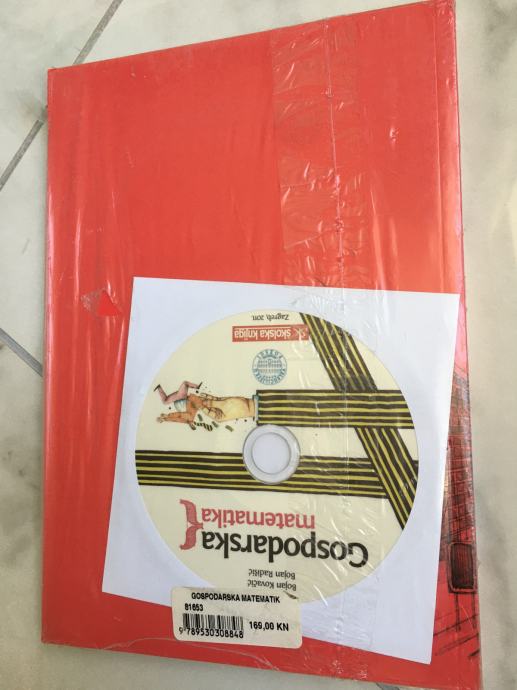 Bojan Kovačić
Bojan Radišić
Gospodarska
matematika
školska knjiga
Zagreb, 2011.
GOSPODARSKA MATEMATIK
81653
169,00 KN
9 789530 308848